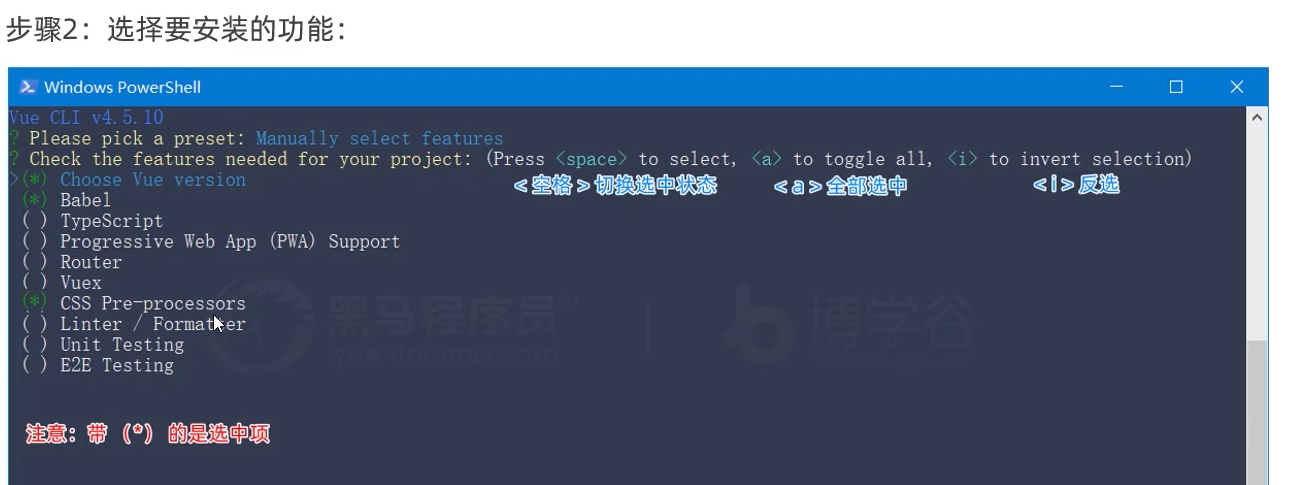 步骤2：选择要安装的功能：
Windows PowerShell
Vue CLI v4.5.10
? Please pick a preset: Manually select features
? Check the features needed for your project: (Press <space> to select, <a> to toggle all, <i> to invert selection)
>(*) Choose Vue version
<空格>切换选中状态 <a>全部选中 <i>反选
(*) Babel
( ) TypeScript
( ) Progressive Web App (PWA) Support
( ) Router
( ) Vuex
(*) CSS Pre-processors
( ) Linter / Formatter
( ) Unit Testing
( ) E2E Testing
黑马程序员™ | 博学谷
www.itheima.com
注意：带（*）的是选中项